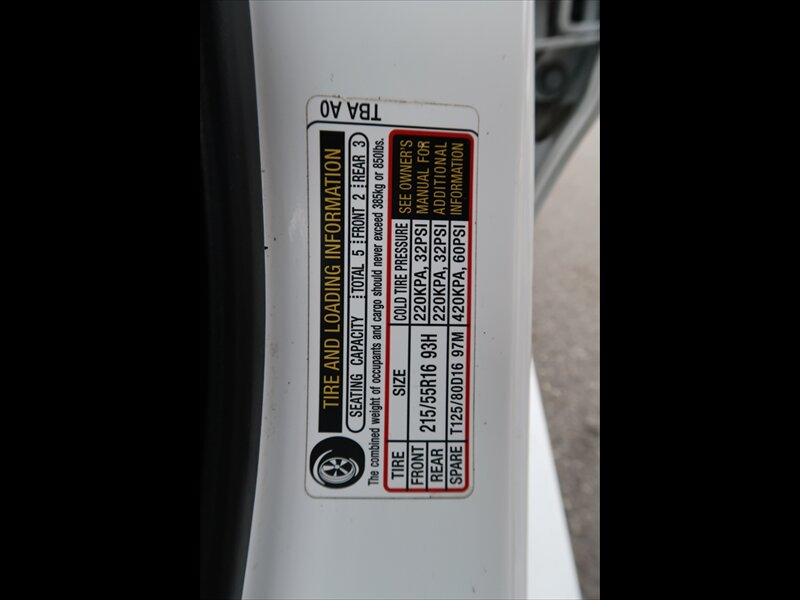 TBA A0
TIRE AND LOADING INFORMATION
SEATING CAPACITY TOTAL 5 FRONT 2 REAR 3
The combined weight of occupants and cargo should never exceed 385kg or 850lbs.
TIRE SIZE COLD TIRE PRESSURE SEE OWNER'S
FRONT 215/55R16 93H 220KPA, 32PSI MANUAL FOR
REAR 220KPA, 32PSI ADDITIONAL
SPARE T125/80D16 97M 420KPA, 60PSI INFORMATION